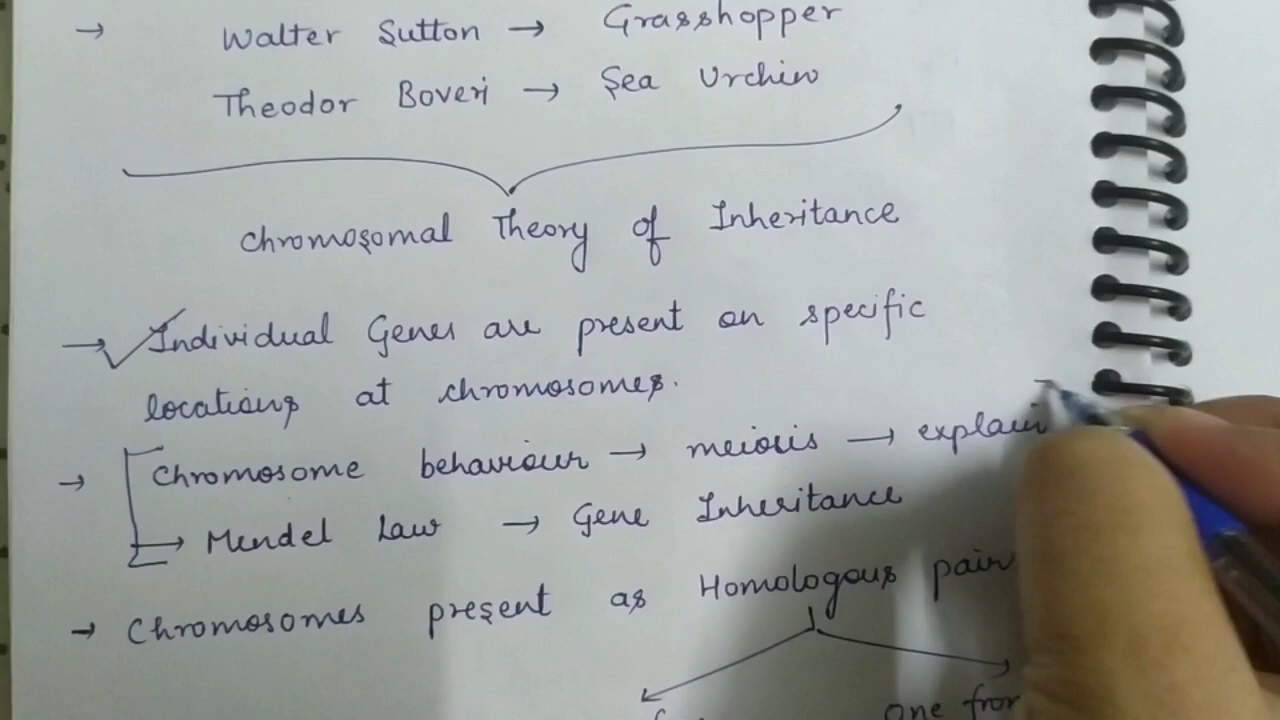 → Walter Sutton → Grasshopper
Theodor Boveri → Sea Urchin
Chromosomal Theory of Inheritance
→ ✓ Individual Genes are present on specific
locations at chromosomes.
→ Chromosome behaviour → meiosis → explain
→ Mendel Law → Gene Inheritance
→ Chromosomes present as Homologous pair
One from